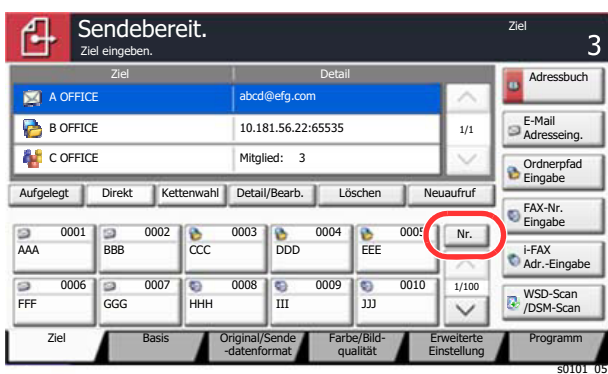 Sendebereit.
Ziel eingeben.
Ziel
3
Ziel Detail
A OFFICE abcd@efg.com
B OFFICE 10.181.56.22:65535
C OFFICE Mitglied: 3
1/1
Adressbuch
E-Mail
Adresseing.
Ordnerpfad
Eingabe
FAX-Nr.
Eingabe
i-FAX
Adr.-Eingabe
WSD-Scan
/DSM-Scan
Aufgelegt Direkt Kettenwahl Detail/Bearb. Löschen Neuaufruf
0001 0002 0003 0004 0005
AAA BBB CCC DDD EEE
Nr.
0006 0007 0008 0009 0010
FFF GGG HHH III JJJ
1/100
Ziel Basis Original/Sende Farbe/Bild- Erweiterte Programm
-datenformat qualität Einstellung
s0101_05